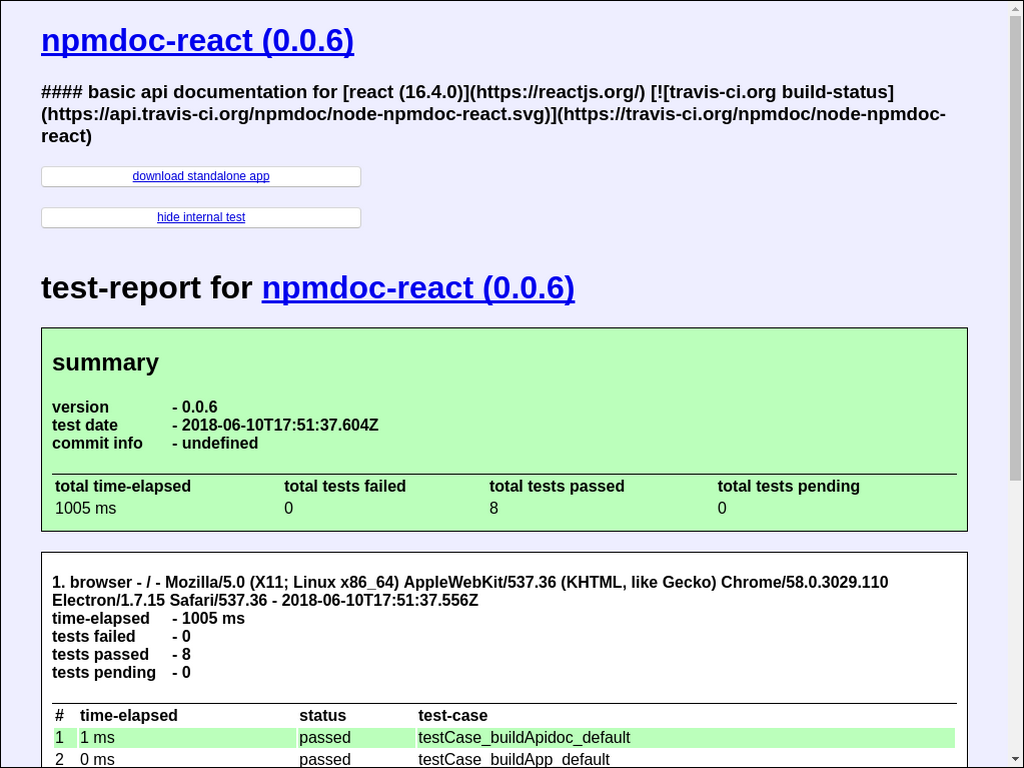 npmdoc-react (0.0.6)
#### basic api documentation for [react (16.4.0)](https://reactjs.org/) [![travis-ci.org build-status]
(https://api.travis-ci.org/npmdoc/node-npmdoc-react.svg)](https://travis-ci.org/npmdoc/node-npmdoc-
react)
download standalone app
hide internal test
test-report for npmdoc-react (0.0.6)
summary
version - 0.0.6
test date - 2018-06-10T17:51:37.604Z
commit info - undefined
total time-elapsed total tests failed total tests passed total tests pending
1005 ms 0 8 0
1. browser - / - Mozilla/5.0 (X11; Linux x86_64) AppleWebKit/537.36 (KHTML, like Gecko) Chrome/58.0.3029.110
Electron/1.7.15 Safari/537.36 - 2018-06-10T17:51:37.556Z
time-elapsed - 1005 ms
tests failed - 0
tests passed - 8
tests pending - 0
# time-elapsed status test-case
1 1 ms passed testCase_buildApidoc_default
2 0 ms passed testCase_buildApp_default